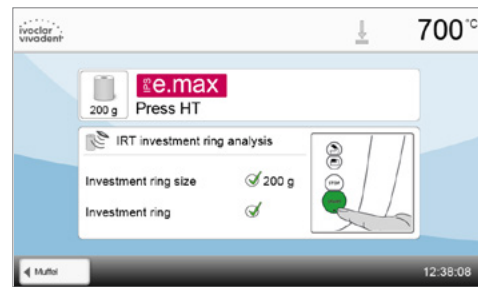 ivoclar
vivadent
700°C
200 g
IPS e.max
Press HT
IRT investment ring analysis
Investment ring size 200 g
Investment ring
STOP
Muffel
12:38:08